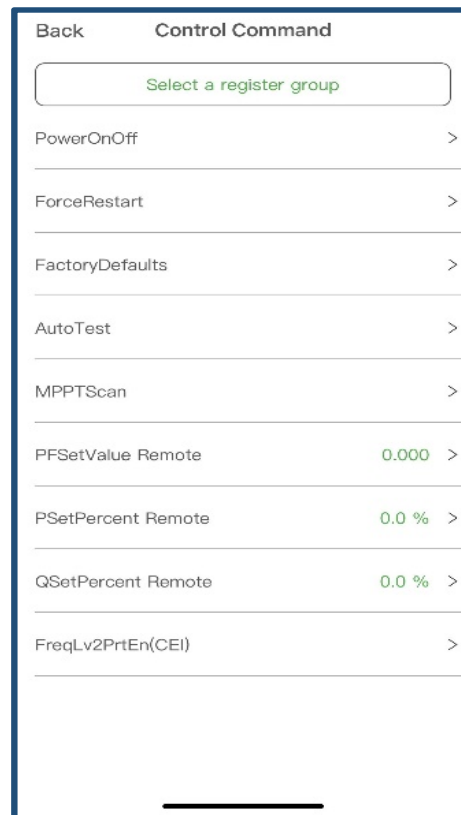 Back Control Command
Select a register group
PowerOnOff >
ForceRestart >
FactoryDefaults >
AutoTest >
MPPTScan >
PFSetValue Remote 0.000 >
PSetPercent Remote 0.0 % >
QSetPercent Remote 0.0 % >
FreqLv2PrtEn(CEI) >